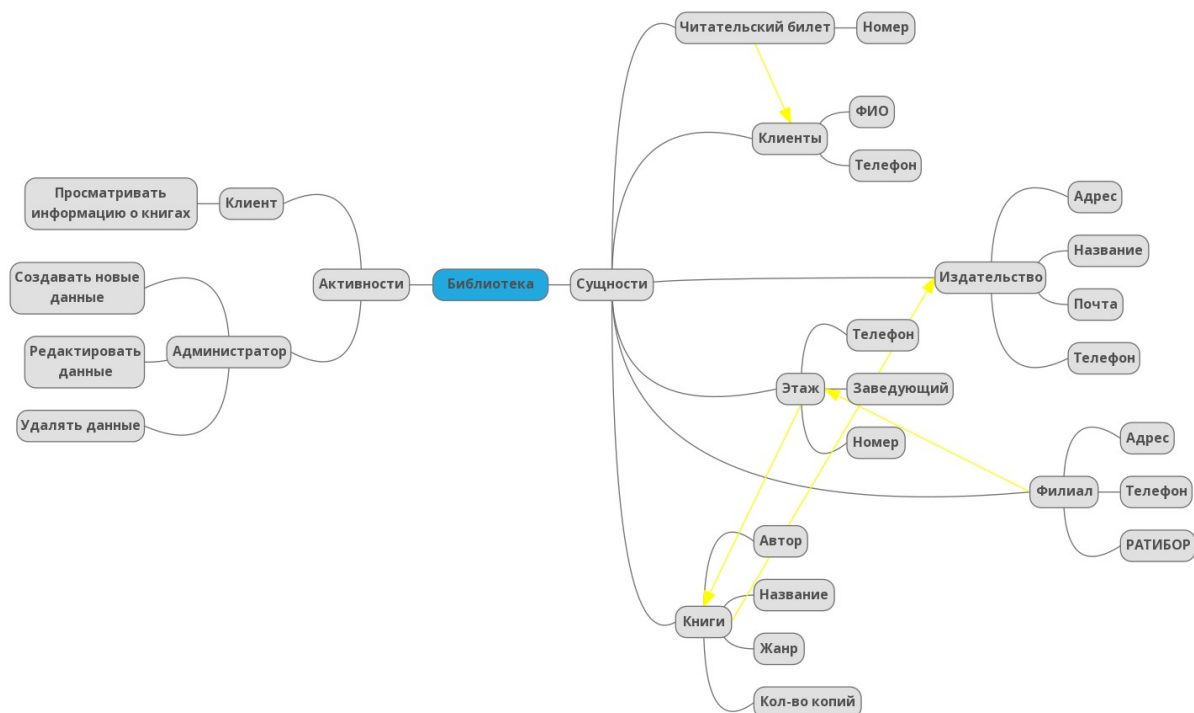 Читательский билет
Номер
ФИО
Клиенты
Телефон
Просматривать
информацию о книгах
Клиент
Адрес
Название
Создавать новые
данные
Активности
Библиотека
Сущности
Издательство
Почта
Телефон
Редактировать
данные
Администратор
Телефон
Этаж
Заведующий
Удалять данные
Номер
Адрес
Филиал
Телефон
РАТИБОР
Автор
Название
Книги
Жанр
Кол-во копий